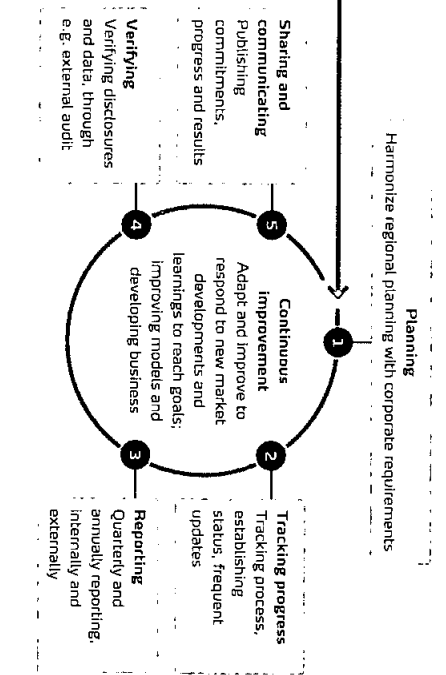 Planning
Harmonize regional planning with corporate requirements
1
2
Tracking progress
Tracking process,
establishing
status, frequent
updates
3
Reporting
Quarterly and
annually reporting,
internally and
externally
4
Verifying
Verifying disclosures
and data, through
e.g. external audit
5
Sharing and
communicating
Publishing
commitments,
progress and results
Continuous
improvement
Adapt and improve to
respond to new market
developments and
learnings to reach goals;
improving models and
developing business